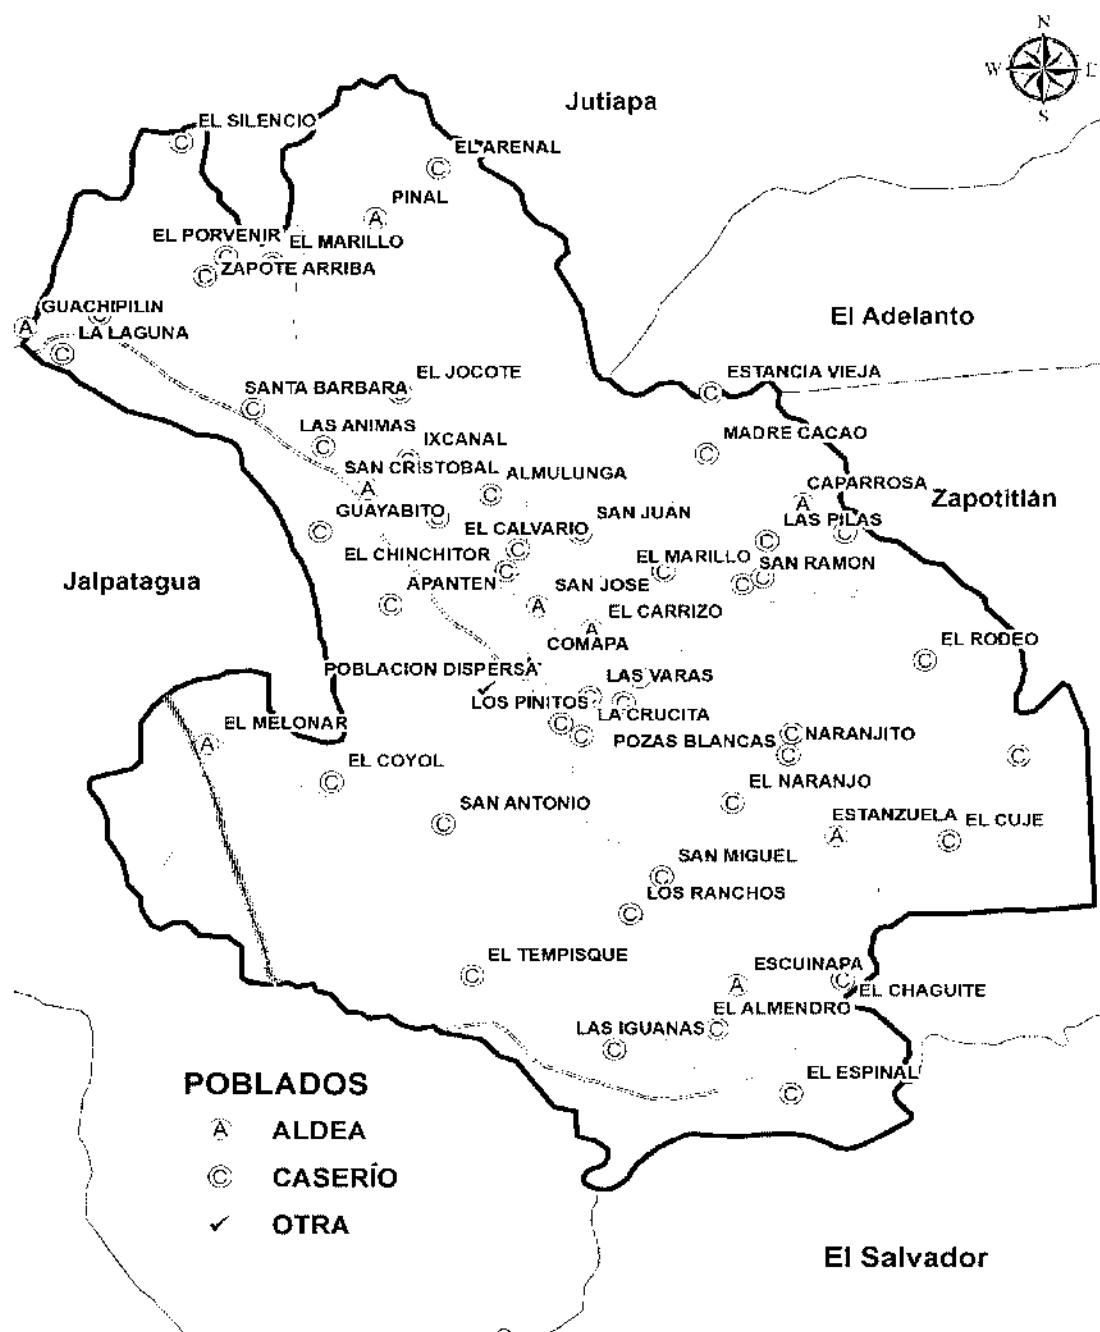 N
Jutiapa
W
E
S
EL SILENCIO
EL ARENAL
PINAL
EL PORVENIR
EL MARILLO
ZAPOTE ARRIBA
GUACHIPILIN
LA LAGUNA
El Adelanto
ESTANCIA VIEJA
EL JOCOTE
SANTA BARBARA
LAS ANIMAS
IXCANAL
MADRE CACAO
SAN CRISTOBAL
ALMULUNGA
CAPARROSA
Zapotitlán
GUAYABITO
EL CALVARIO
SAN JUAN
LAS PILAS
EL CHINCHITOR
EL MARILLO
SAN RAMON
Jalpatagua
APANTEN
SAN JOSE
EL CARRIZO
COMAPA
EL RODEO
POBLACION DISPERSA
LAS VARAS
LOS PINITOS
LA CRUCITA
EL MELONAR
POZAS BLANCAS
NARANJITO
EL COYOL
EL NARANJO
SAN ANTONIO
ESTANZUELA
EL CUJE
SAN MIGUEL
LOS RANCHOS
EL TEMPISQUE
ESCUINAPA
EL CHAGUITE
EL ALMENDRO
LAS IGUANAS
EL ESPINAL
POBLADOS
A ALDEA
C CASERÍO
✓ OTRA
El Salvador